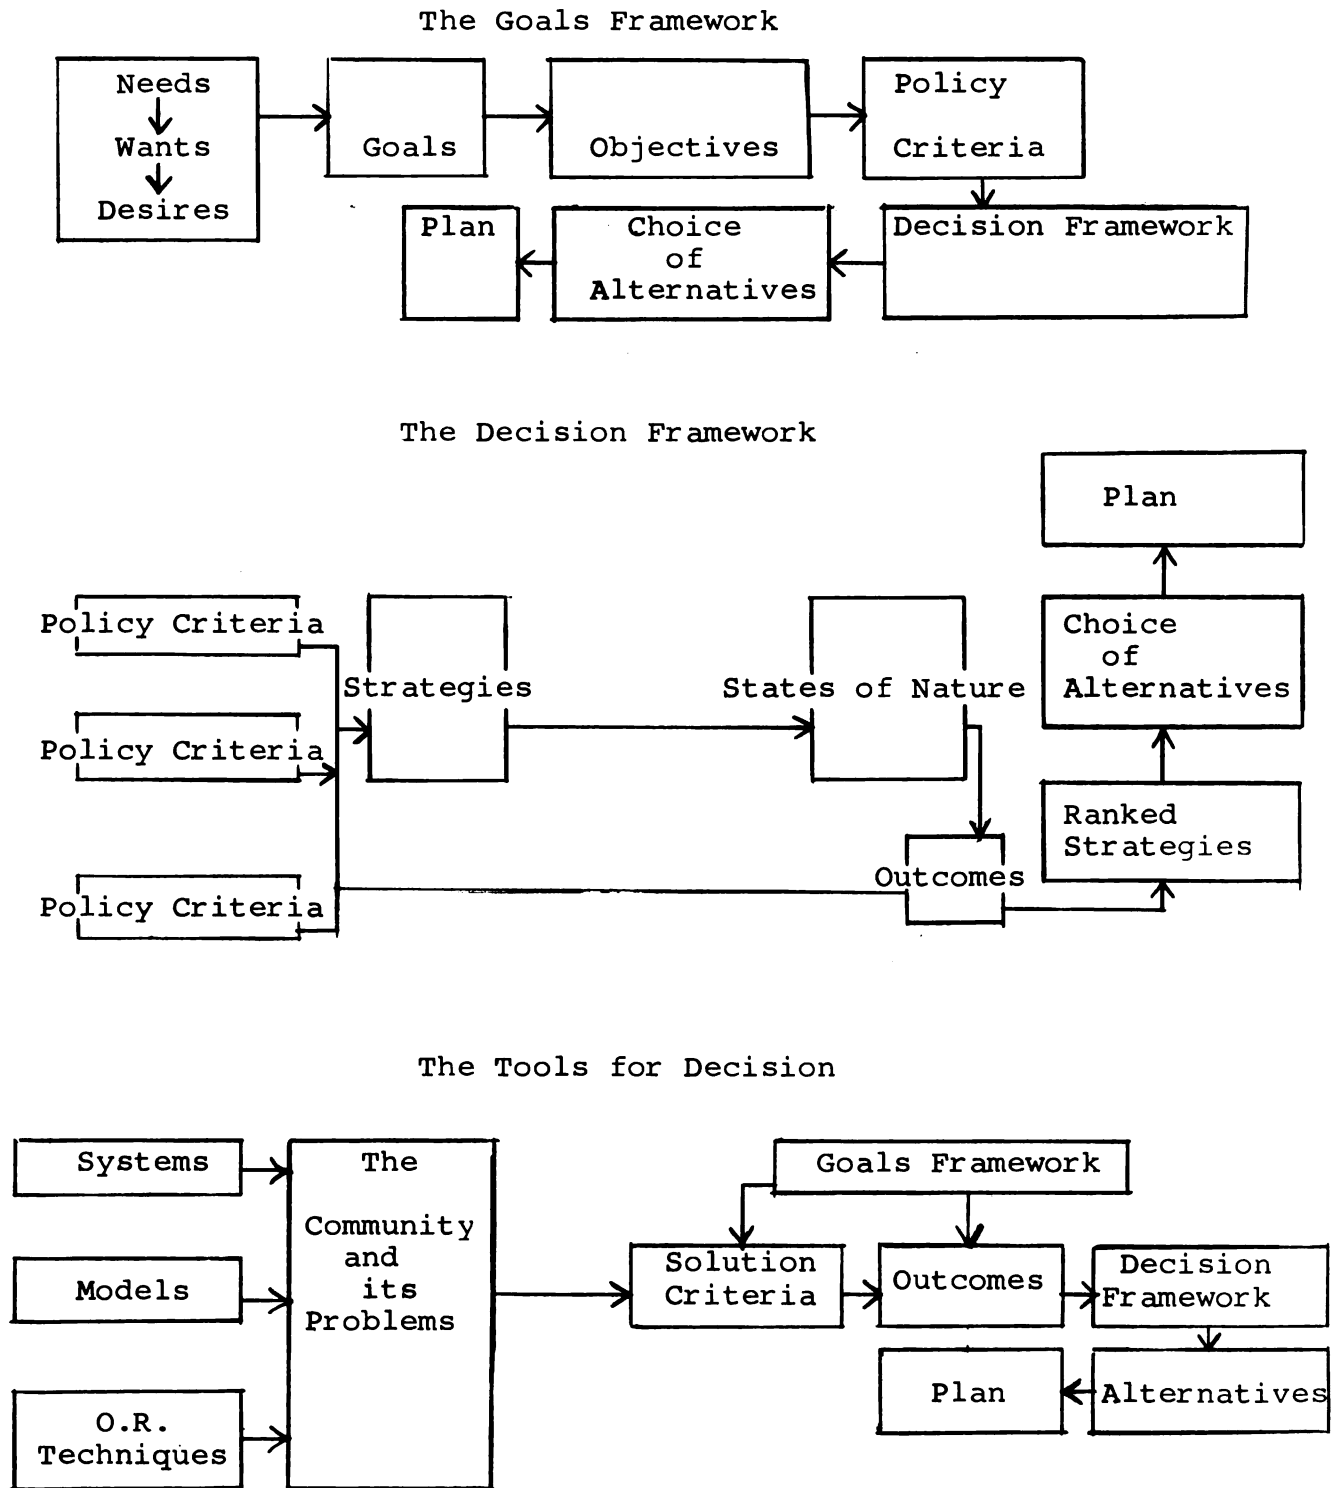 The Goals Framework
Needs
Wants
Desires
Goals
Objectives
Policy
Criteria
Plan
Choice
of
Alternatives
Decision Framework
The Decision Framework
Plan
Policy Criteria
Policy Criteria
Policy Criteria
Strategies
States of Nature
Outcomes
Choice
of
Alternatives
Ranked
Strategies
The Tools for Decision
Systems
Models
O.R.
Techniques
The
Community
and
its
Problems
Goals Framework
Solution
Criteria
Outcomes
Decision
Framework
Plan
Alternatives